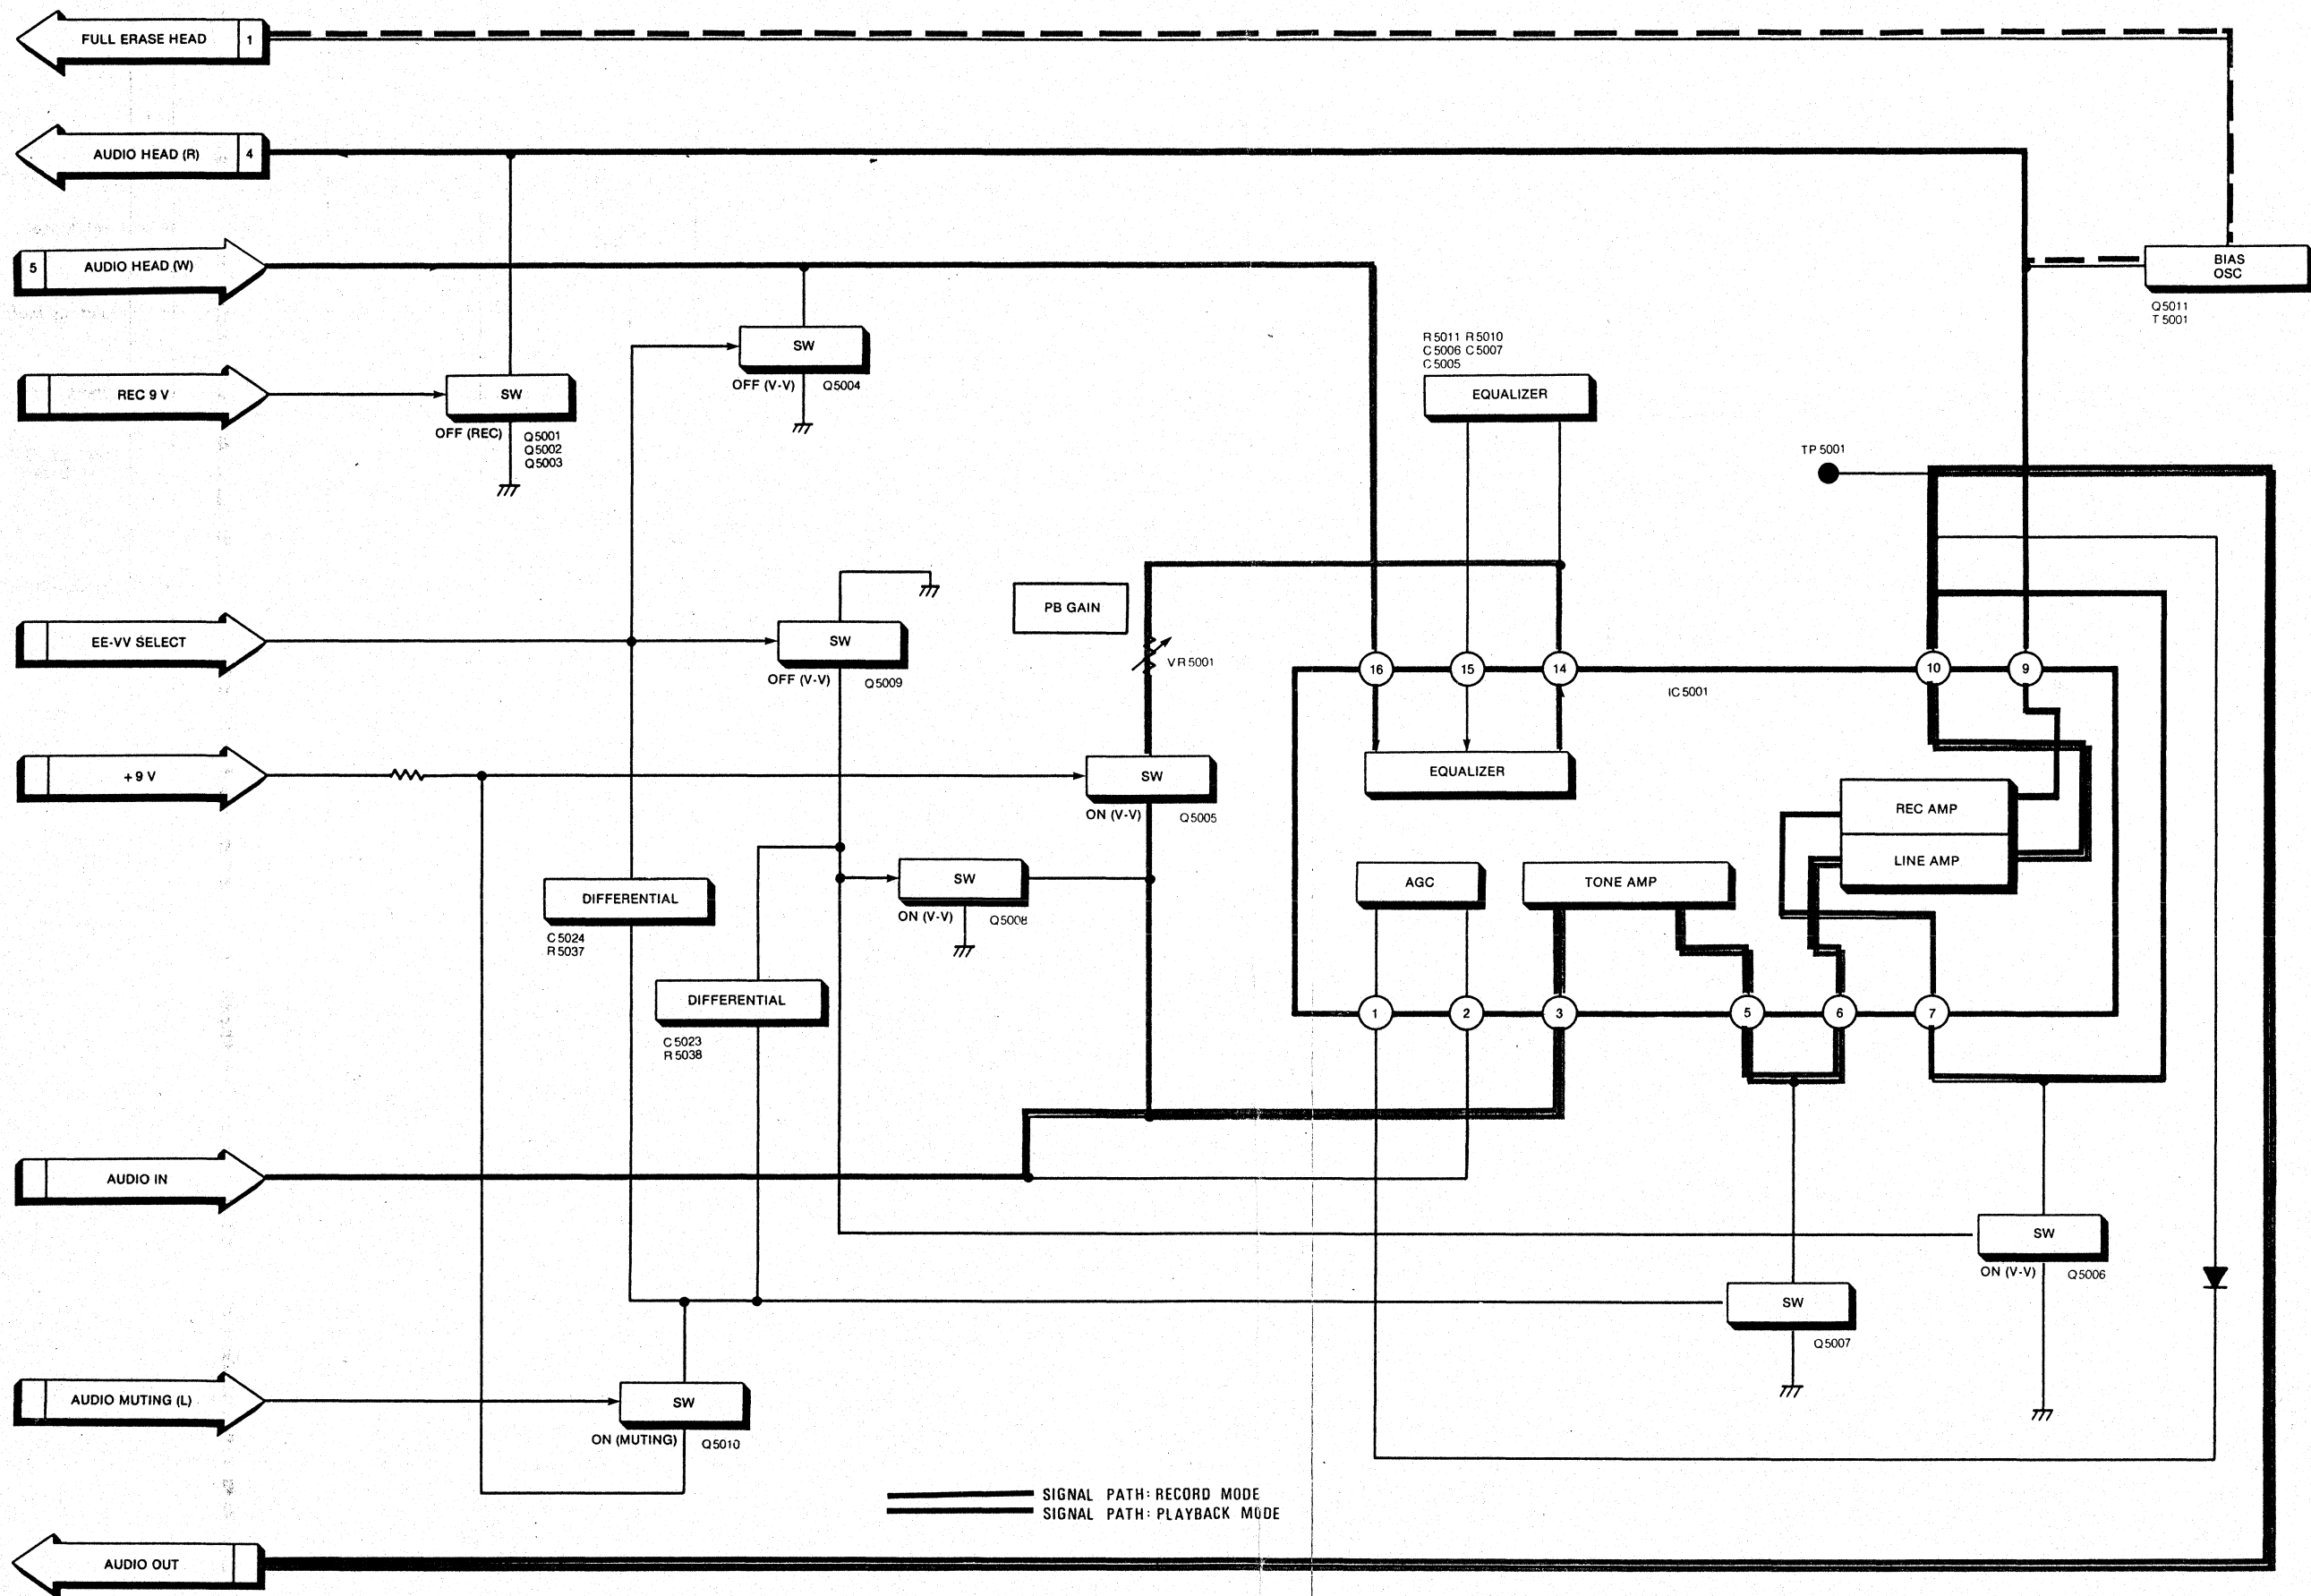 FULL ERASE HEAD 1
AUDIO HEAD (R) 4
5 AUDIO HEAD (W)
BIAS
OSC
Q5011
T 5001
SW
OFF (V-V) Q5004
R5011 R5010
C5006 C5007
C5005
EQUALIZER
REC 9 V
SW
OFF (REC) Q5001
Q5002
Q5003
TP 5001
PB GAIN
EE-VV SELECT
SW
OFF (V-V) Q5009
VR5001
16 15 14 10 9
IC5001
+9 V
SW
ON (V-V) Q5005
EQUALIZER
REC AMP
LINE AMP
DIFFERENTIAL
C5024
R5037
SW
ON (V-V) Q5008
AGC
TONE AMP
DIFFERENTIAL
C5023
R5038
1 2 3 5 6 7
AUDIO IN
SW
ON (V-V) Q5006
SW
Q5007
AUDIO MUTING (L)
SW
ON (MUTING) Q5010
SIGNAL PATH: RECORD MODE
SIGNAL PATH: PLAYBACK MODE
AUDIO OUT